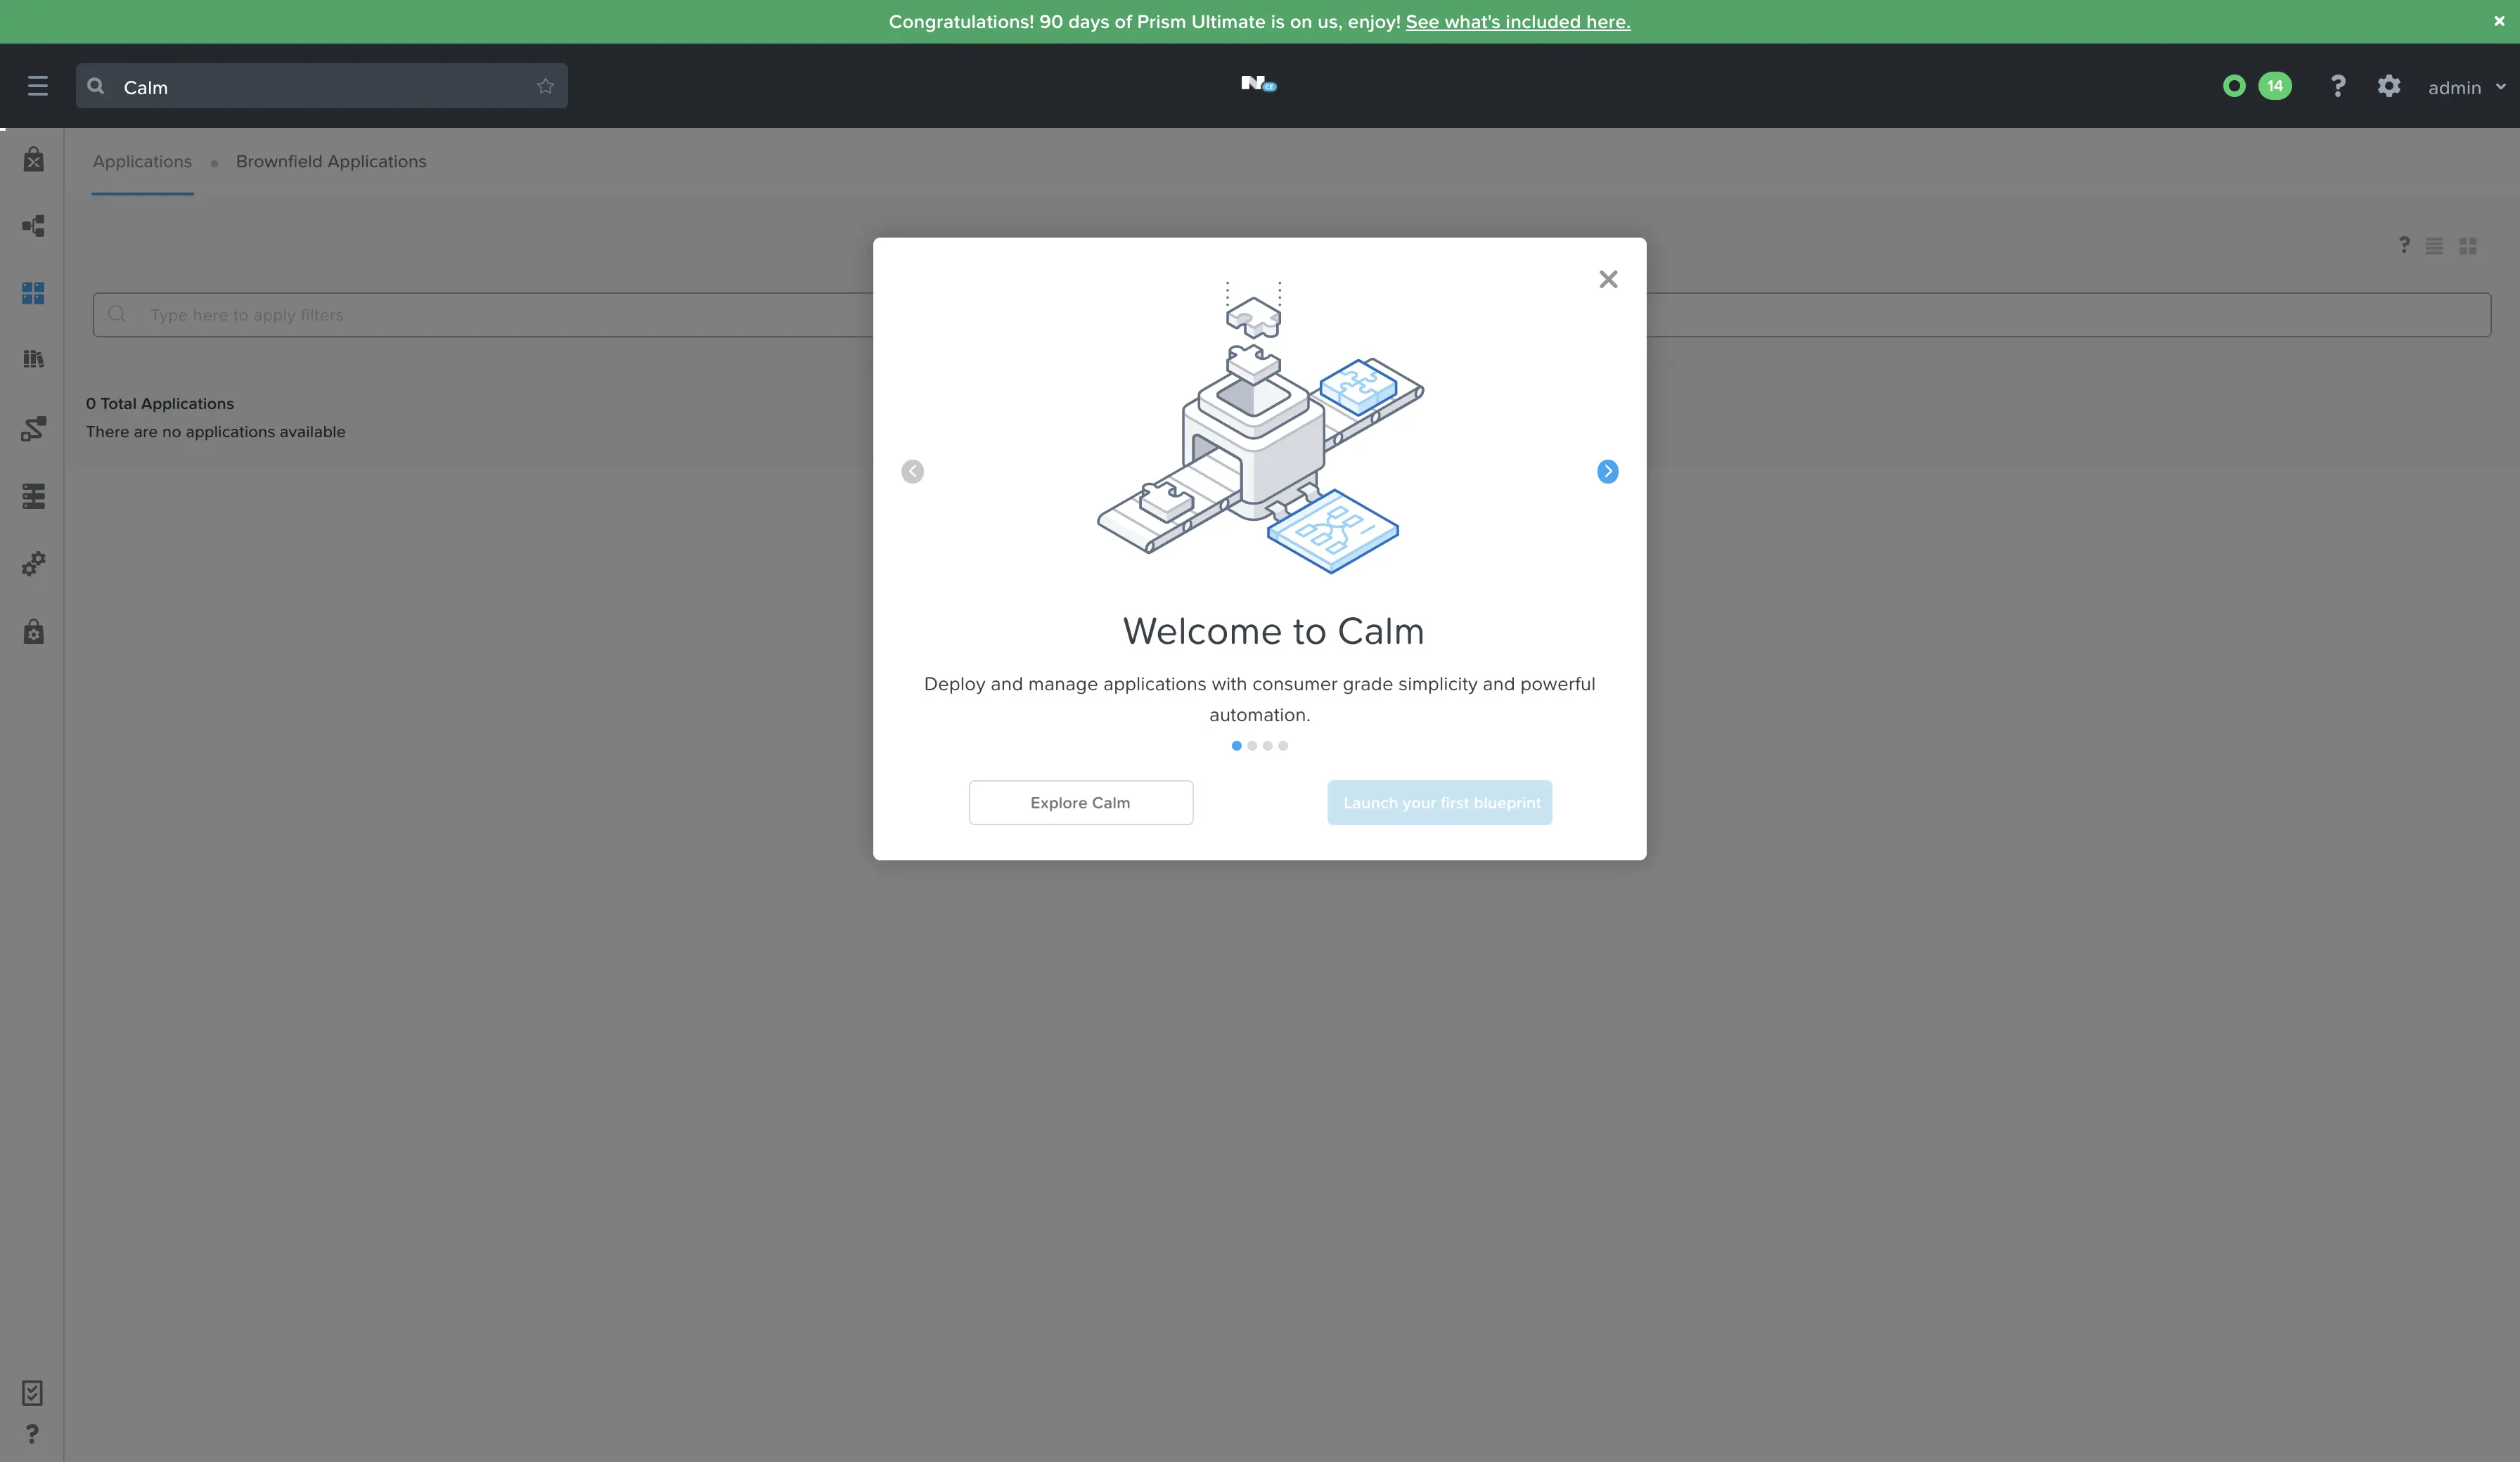 Congratulations! 90 days of Prism Ultimate is on us, enjoy! See what's included here.
Calm
N CE
14
admin
Applications
Brownfield Applications
Type here to apply filters
0 Total Applications
There are no applications available
Welcome to Calm
Deploy and manage applications with consumer grade simplicity and powerful
automation.
Explore Calm
Launch your first blueprint